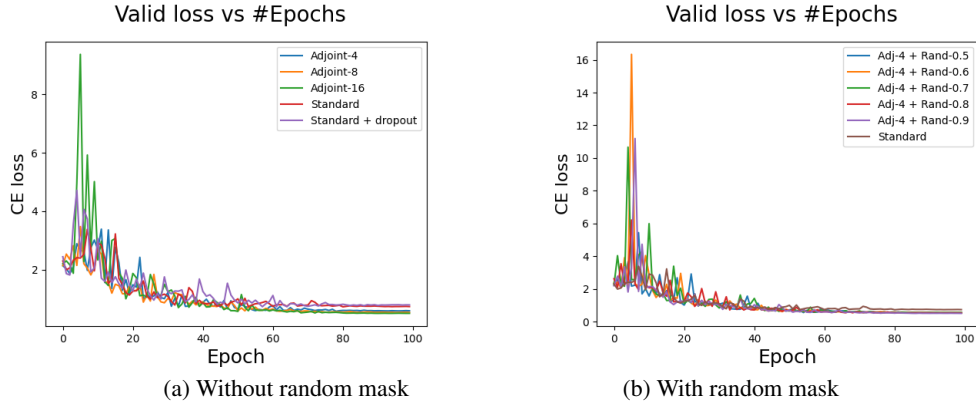 Valid loss vs #Epochs
CE loss
8
6
4
2
0
20
40
60
80
100
Epoch
Adjoint-4
Adjoint-8
Adjoint-16
Standard
Standard + dropout
(a) Without random mask
Valid loss vs #Epochs
CE loss
16
14
12
10
8
6
4
2
0
0
20
40
60
80
100
Epoch
Adj-4 + Rand-0.5
Adj-4 + Rand-0.6
Adj-4 + Rand-0.7
Adj-4 + Rand-0.8
Adj-4 + Rand-0.9
Standard
(b) With random mask